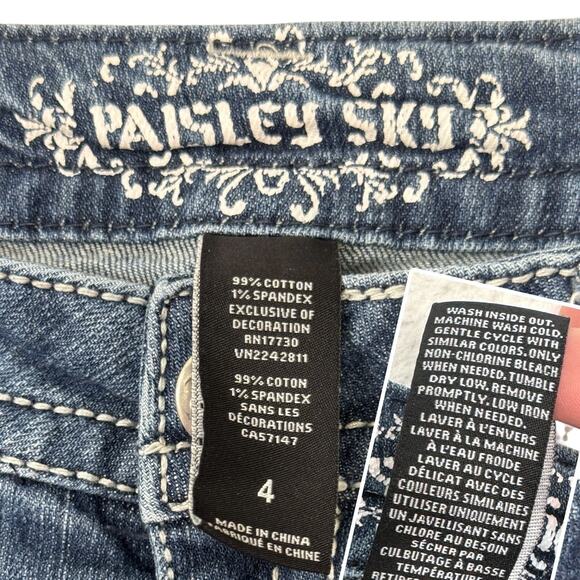 PAISLEY SKY
99% COTTON
1% SPANDEX
EXCLUSIVE OF
DECORATION
RN17730
VN2242811
99% COTON
1% SPANDEX
SANS LES
DÉCORATIONS
CA57147
4
MADE IN CHINA
FABRIQUÉ EN CHINE
WASH INSIDE OUT.
MACHINE WASH COLD.
GENTLE CYCLE WITH
SIMILAR COLORS. ONLY
NON-CHLORINE BLEACH
WHEN NEEDED. TUMBLE
DRY LOW. REMOVE
PROMPTLY. LOW IRON
WHEN NEEDED.
LAVER À L'ENVERS
LAVER À LA MACHINE
À L'EAU FROIDE
LAVER AU CYCLE
DÉLICAT AVEC DES
COULEURS SIMILAIRES
UTILISER UNIQUEMENT
UN JAVELLISANT SANS
CHLORE AU BESOIN
SÉCHER PAR
CULBUTAGE À BASSE
TEMPÉRATURE